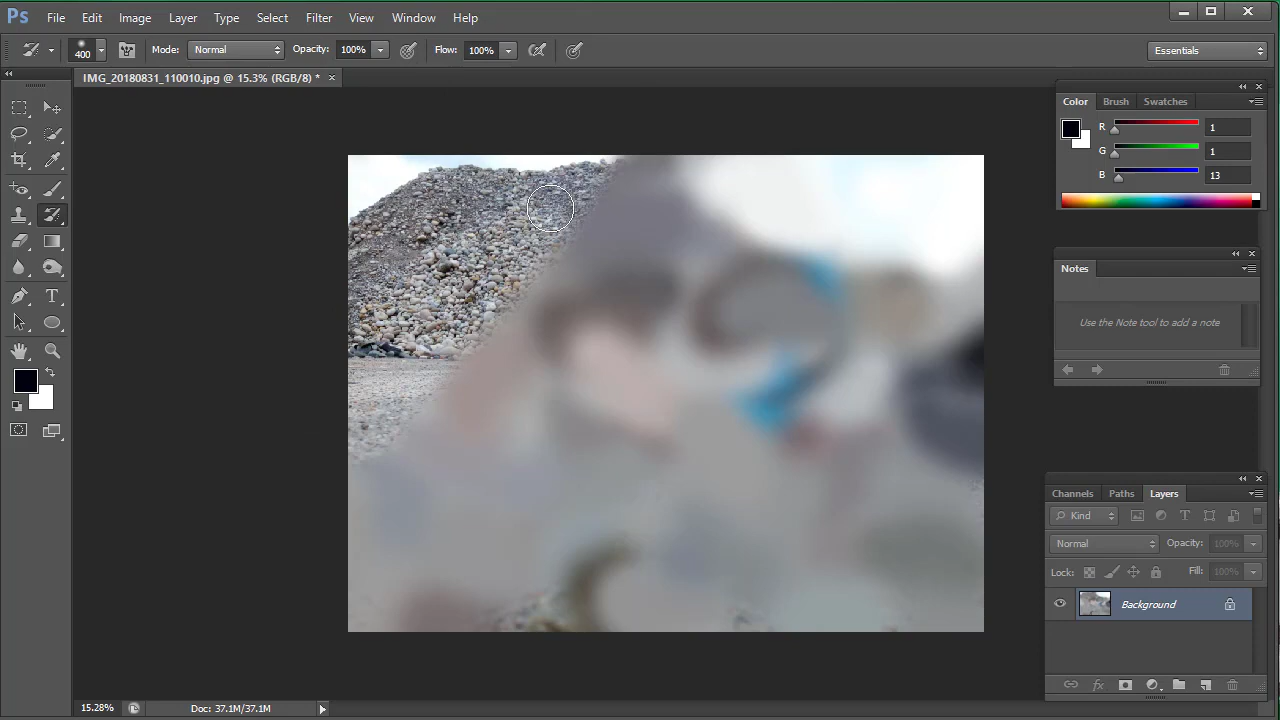 Ps File Edit Image Layer Type Select Filter View Window Help
400 Mode: Normal Opacity: 100% Flow: 100% Essentials
IMG_20180831_110010.jpg @ 15.3% (RGB/8) * ×
Color Brush Swatches
R 1
G 1
B 13
Notes
Use the Note tool to add a note
Channels Paths Layers
Kind T
Normal Opacity: 100%
Lock: Fill: 100%
Background
fx
15.28% Doc: 37.1M/37.1M